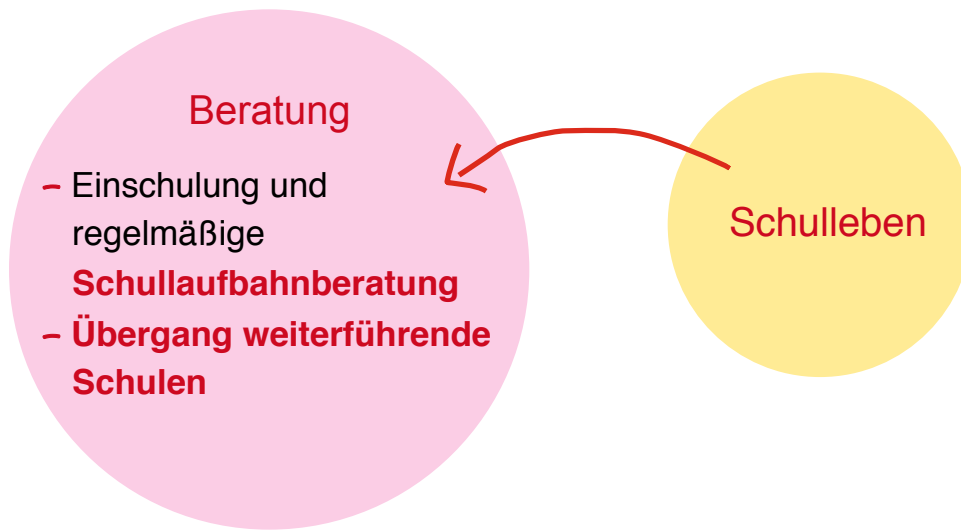 Beratung
– Einschulung und
regelmäßige
Schullaufbahnberatung
– Übergang weiterführende
Schulen
Schulleben